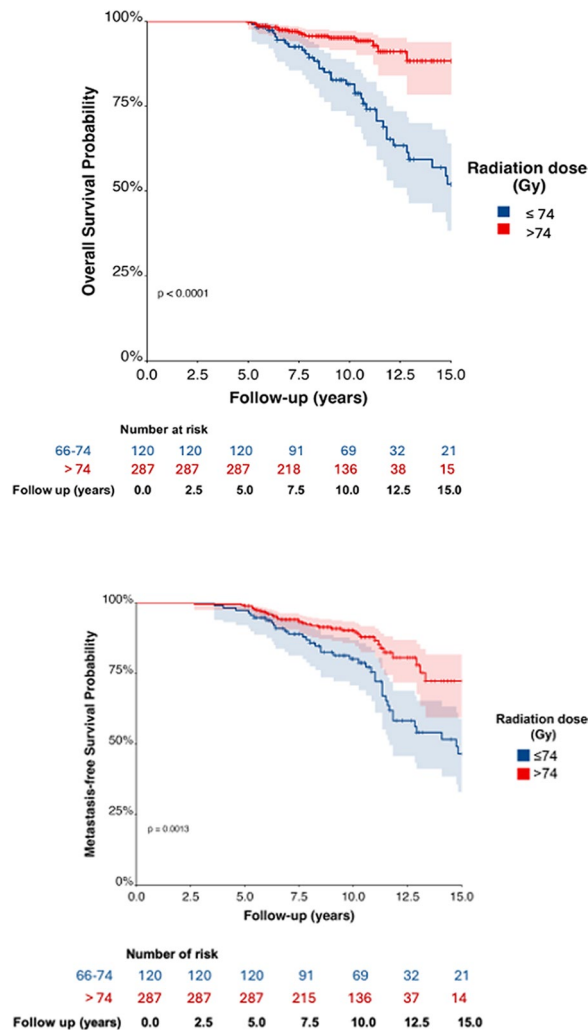 100%
75%
50%
25%
0%
Overall Survival Probability
p < 0.0001
0.0 2.5 5.0 7.5 10.0 12.5 15.0
Follow-up (years)
Radiation dose
(Gy)
≤ 74
>74
Number at risk
66-74 120 120 120 91 69 32 21
> 74 287 287 287 218 136 38 15
Follow up (years) 0.0 2.5 5.0 7.5 10.0 12.5 15.0
100%
75%
50%
25%
0%
Metastasis-free Survival Probability
p = 0.0013
0.0 2.5 5.0 7.5 10.0 12.5 15.0
Follow-up (years)
Radiation dose
(Gy)
≤74
>74
Number of risk
66-74 120 120 120 91 69 32 21
> 74 287 287 287 215 136 37 14
Follow up (years) 0.0 2.5 5.0 7.5 10.0 12.5 15.0